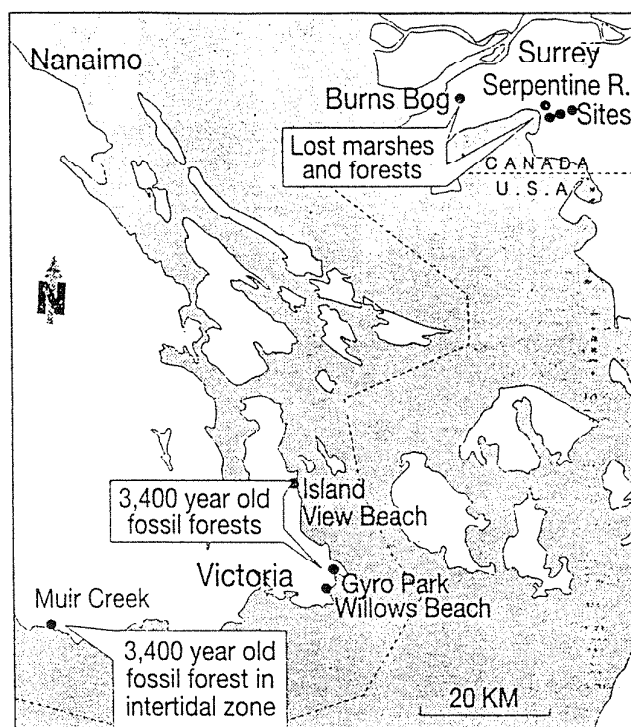 Nanaimo
Surrey
Serpentine R.
Burns Bog
Sites
Lost marshes
and forests
CANADA
U.S.A.
N
Island
View Beach
3,400 year old
fossil forests
Victoria
Gyro Park
Willows Beach
Muir Creek
3,400 year old
fossil forest in
intertidal zone
20 KM